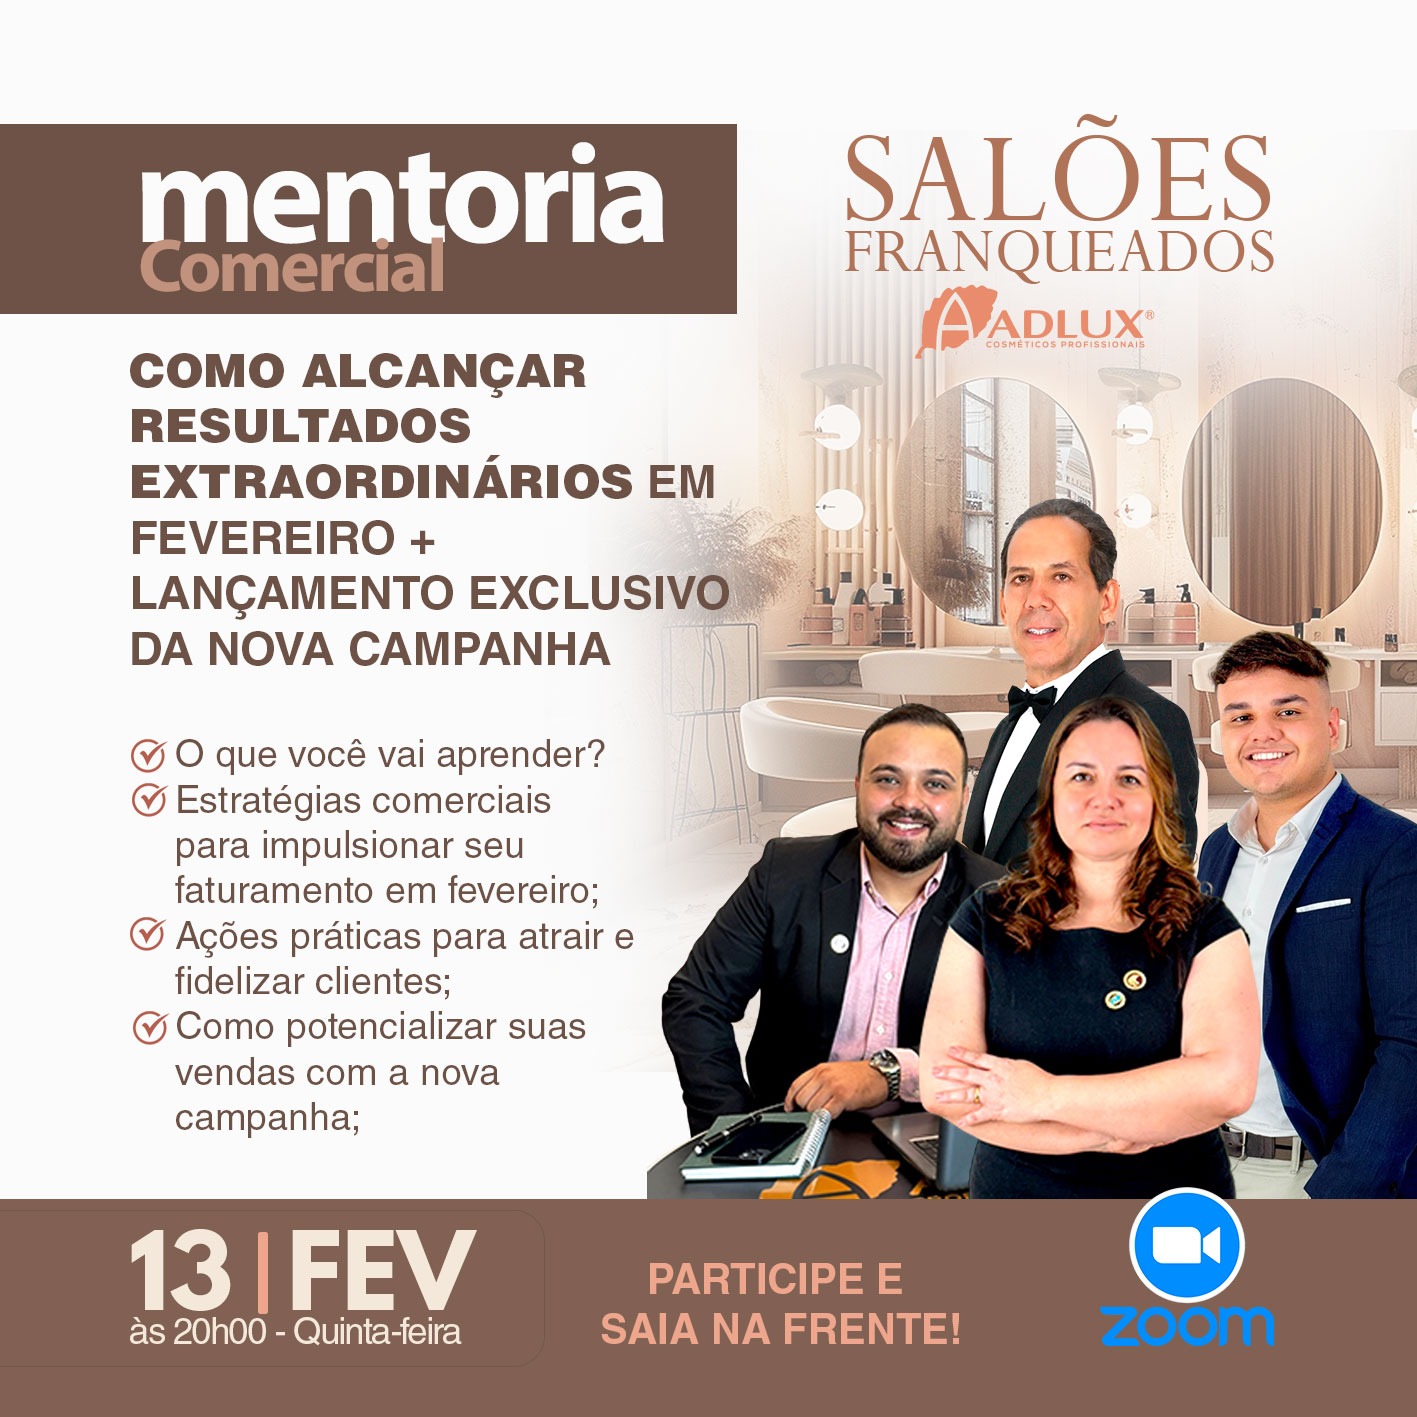 mentoria
Comercial
SALÕES
FRANQUEADOS
ADLUX®
COSMÉTICOS PROFISSIONAIS
COMO ALCANÇAR
RESULTADOS
EXTRAORDINÁRIOS EM
FEVEREIRO +
LANÇAMENTO EXCLUSIVO
DA NOVA CAMPANHA
O que você vai aprender?
Estratégias comerciais
para impulsionar seu
faturamento em fevereiro;
Ações práticas para atrair e
fidelizar clientes;
Como potencializar suas
vendas com a nova
campanha;
13 | FEV
às 20h00 - Quinta-feira
PARTICIPE E
SAIA NA FRENTE!
zoom